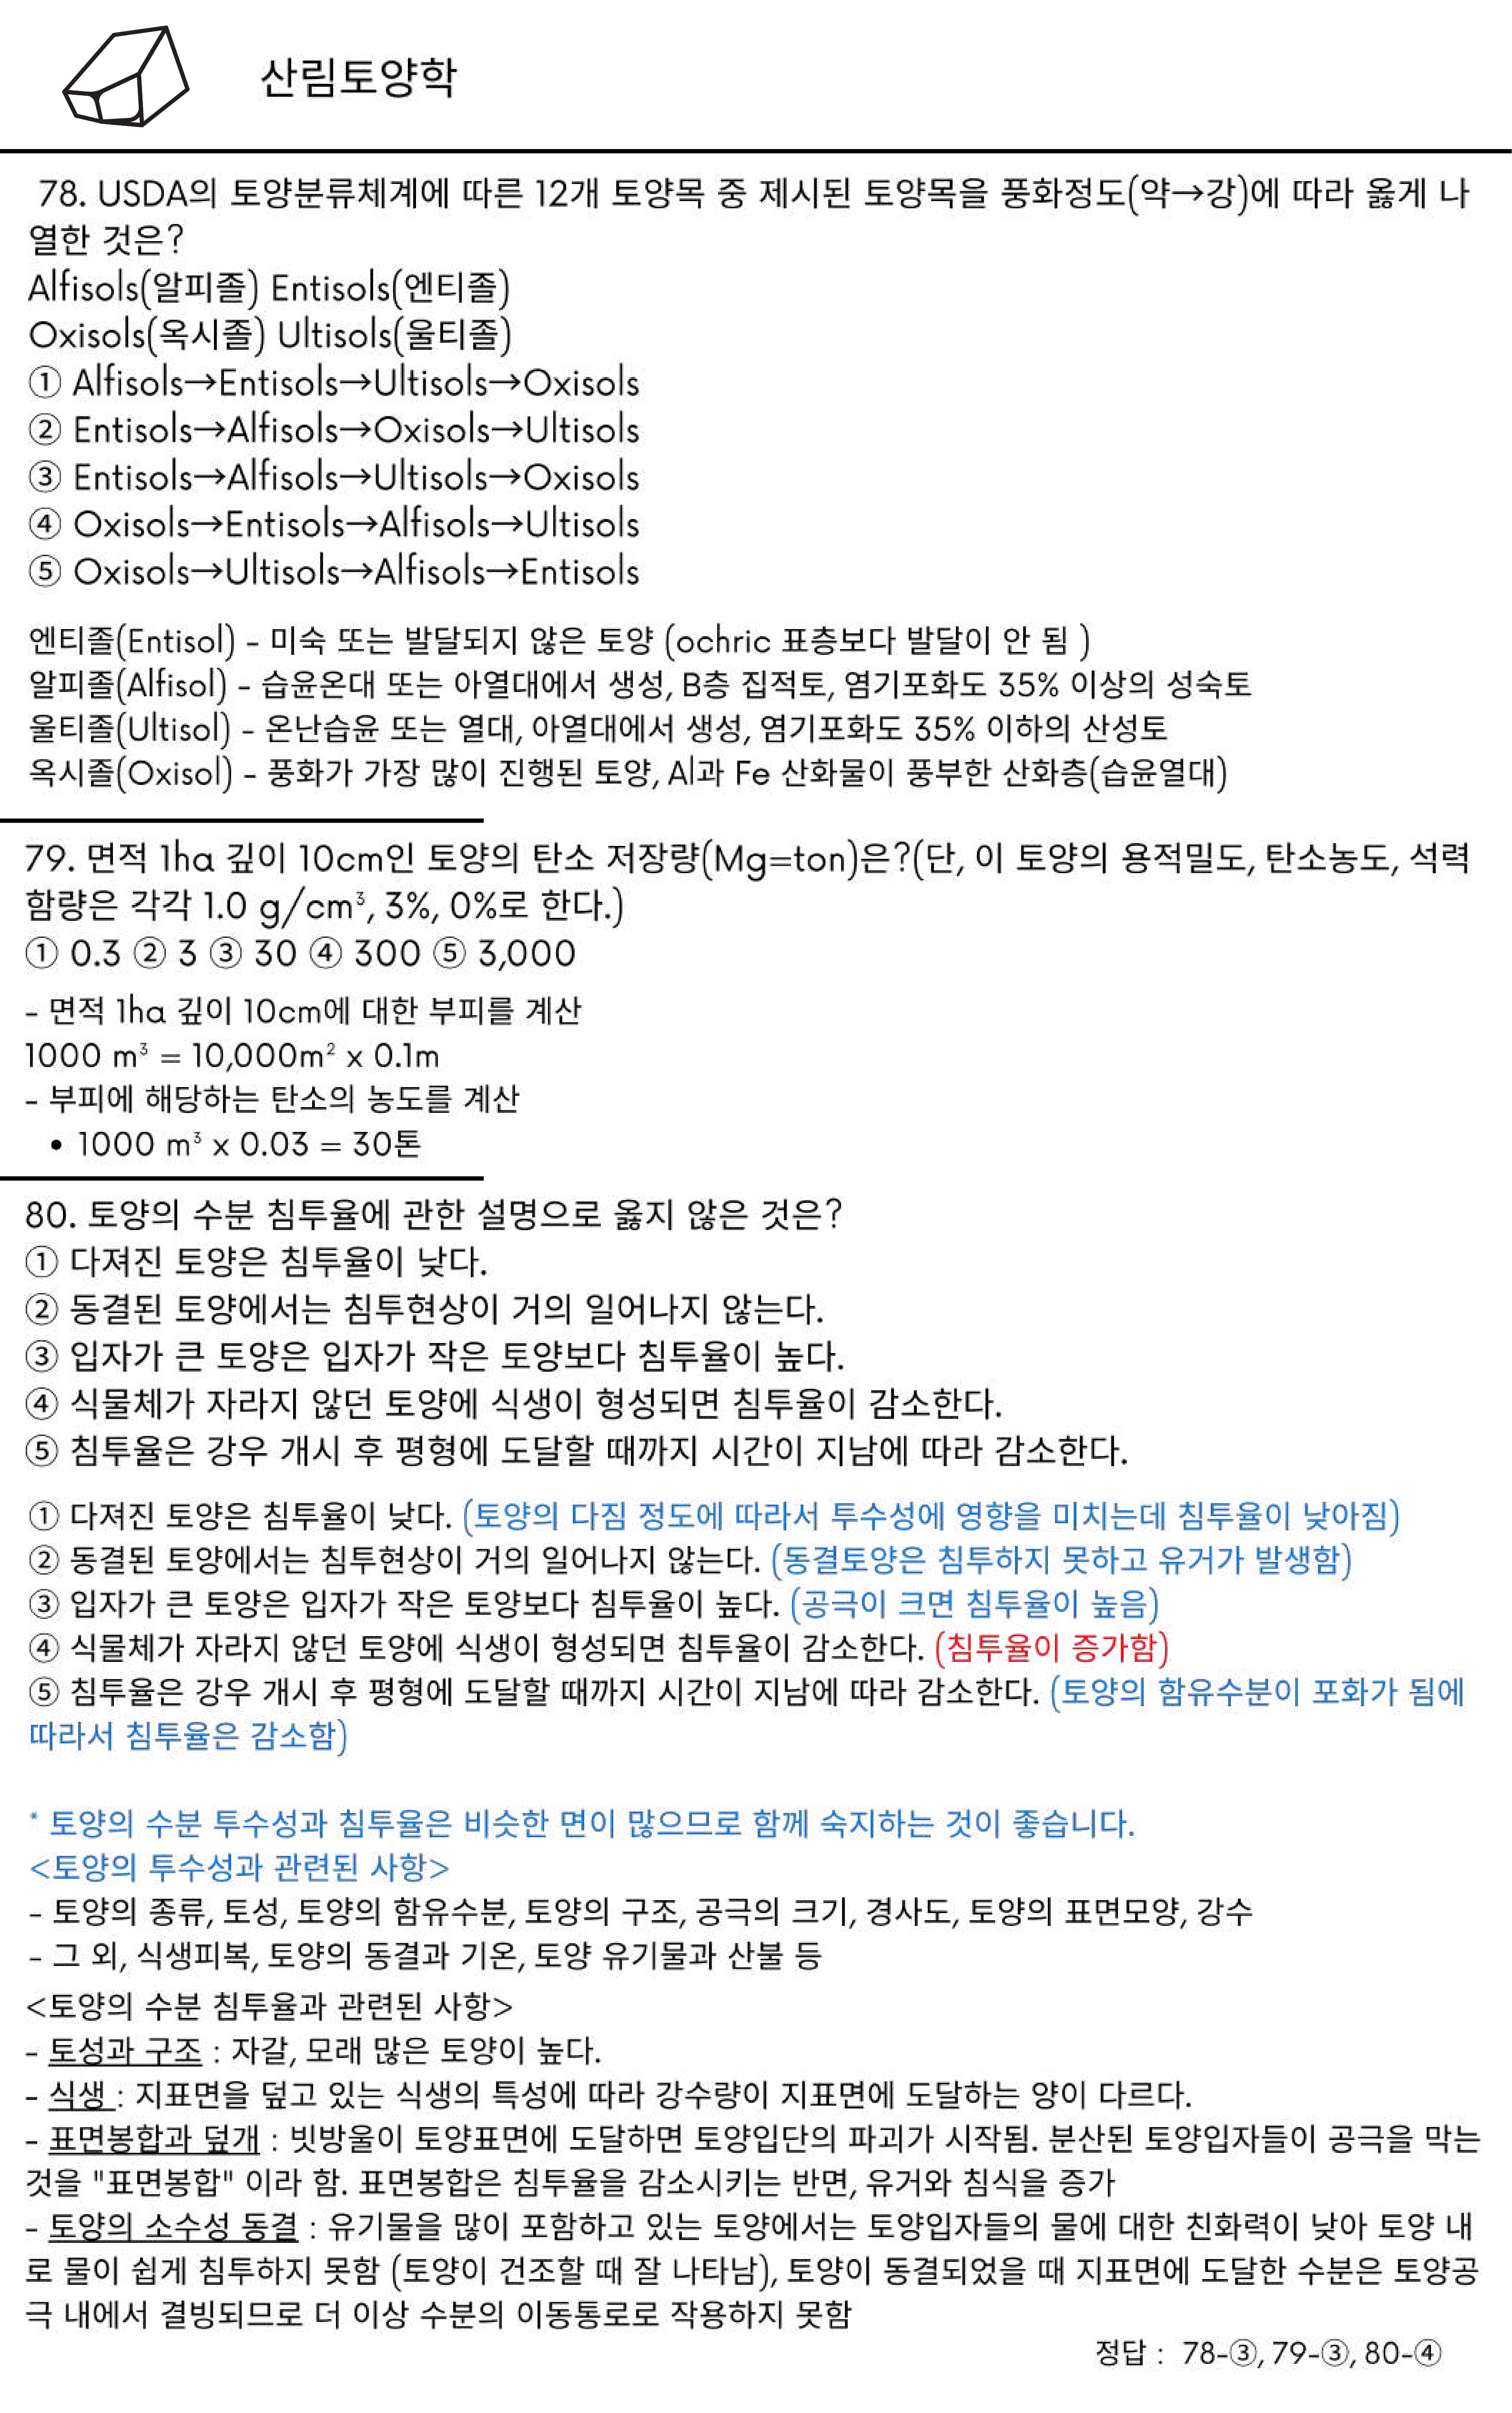 산림토양학
78. USDA의 토양분류체계에 따른 12개 토양목 중 제시된 토양목을 풍화정도(약→강)에 따라 옳게 나
열한 것은?
Alfisols(알피졸) Entisols(엔티졸)
Oxisols(옥시졸) Ultisols(울티졸)
① Alfisols→Entisols→Ultisols→Oxisols
② Entisols→Alfisols→Oxisols→Ultisols
③ Entisols→Alfisols→Ultisols→Oxisols
④ Oxisols→Entisols→Alfisols→Ultisols
⑤ Oxisols→Ultisols→Alfisols→Entisols
엔티졸(Entisol) - 미숙 또는 발달되지 않은 토양 (ochric 표층보다 발달이 안 됨 )
알피졸(Alfisol) - 습윤온대 또는 아열대에서 생성, B층 집적토, 염기포화도 35% 이상의 성숙토
울티졸(Ultisol) - 온난습윤 또는 열대, 아열대에서 생성, 염기포화도 35% 이하의 산성토
옥시졸(Oxisol) - 풍화가 가장 많이 진행된 토양, Al과 Fe 산화물이 풍부한 산화층(습윤열대)
79. 면적 1ha 깊이 10cm인 토양의 탄소 저장량(Mg=ton)은?(단, 이 토양의 용적밀도, 탄소농도, 석력
함량은 각각 1.0 g/cm³, 3%, 0%로 한다.)
① 0.3 ② 3 ③ 30 ④ 300 ⑤ 3,000
- 면적 1ha 깊이 10cm에 대한 부피를 계산
1000 m³ = 10,000m² x 0.1m
- 부피에 해당하는 탄소의 농도를 계산
• 1000 m³ x 0.03 = 30톤
80. 토양의 수분 침투율에 관한 설명으로 옳지 않은 것은?
① 다져진 토양은 침투율이 낮다.
② 동결된 토양에서는 침투현상이 거의 일어나지 않는다.
③ 입자가 큰 토양은 입자가 작은 토양보다 침투율이 높다.
④ 식물체가 자라지 않던 토양에 식생이 형성되면 침투율이 감소한다.
⑤ 침투율은 강우 개시 후 평형에 도달할 때까지 시간이 지남에 따라 감소한다.
① 다져진 토양은 침투율이 낮다. (토양의 다짐 정도에 따라서 투수성에 영향을 미치는데 침투율이 낮아짐)
② 동결된 토양에서는 침투현상이 거의 일어나지 않는다. (동결토양은 침투하지 못하고 유거가 발생함)
③ 입자가 큰 토양은 입자가 작은 토양보다 침투율이 높다. (공극이 크면 침투율이 높음)
④ 식물체가 자라지 않던 토양에 식생이 형성되면 침투율이 감소한다. (침투율이 증가함)
⑤ 침투율은 강우 개시 후 평형에 도달할 때까지 시간이 지남에 따라 감소한다. (토양의 함유수분이 포화가 됨에
따라서 침투율은 감소함)
* 토양의 수분 투수성과 침투율은 비슷한 면이 많으므로 함께 숙지하는 것이 좋습니다.
<토양의 투수성과 관련된 사항>
- 토양의 종류, 토성, 토양의 함유수분, 토양의 구조, 공극의 크기, 경사도, 토양의 표면모양, 강수
- 그 외, 식생피복, 토양의 동결과 기온, 토양 유기물과 산불 등
<토양의 수분 침투율과 관련된 사항>
- 토성과 구조 : 자갈, 모래 많은 토양이 높다.
- 식생 : 지표면을 덮고 있는 식생의 특성에 따라 강수량이 지표면에 도달하는 양이 다르다.
- 표면봉합과 덮개 : 빗방울이 토양표면에 도달하면 토양입단의 파괴가 시작됨. 분산된 토양입자들이 공극을 막는
것을 "표면봉합" 이라 함. 표면봉합은 침투율을 감소시키는 반면, 유거와 침식을 증가
- 토양의 소수성 동결 : 유기물을 많이 포함하고 있는 토양에서는 토양입자들의 물에 대한 친화력이 낮아 토양 내
로 물이 쉽게 침투하지 못함 (토양이 건조할 때 잘 나타남), 토양이 동결되었을 때 지표면에 도달한 수분은 토양공
극 내에서 결빙되므로 더 이상 수분의 이동통로로 작용하지 못함
정답 : 78-③, 79-③, 80-④